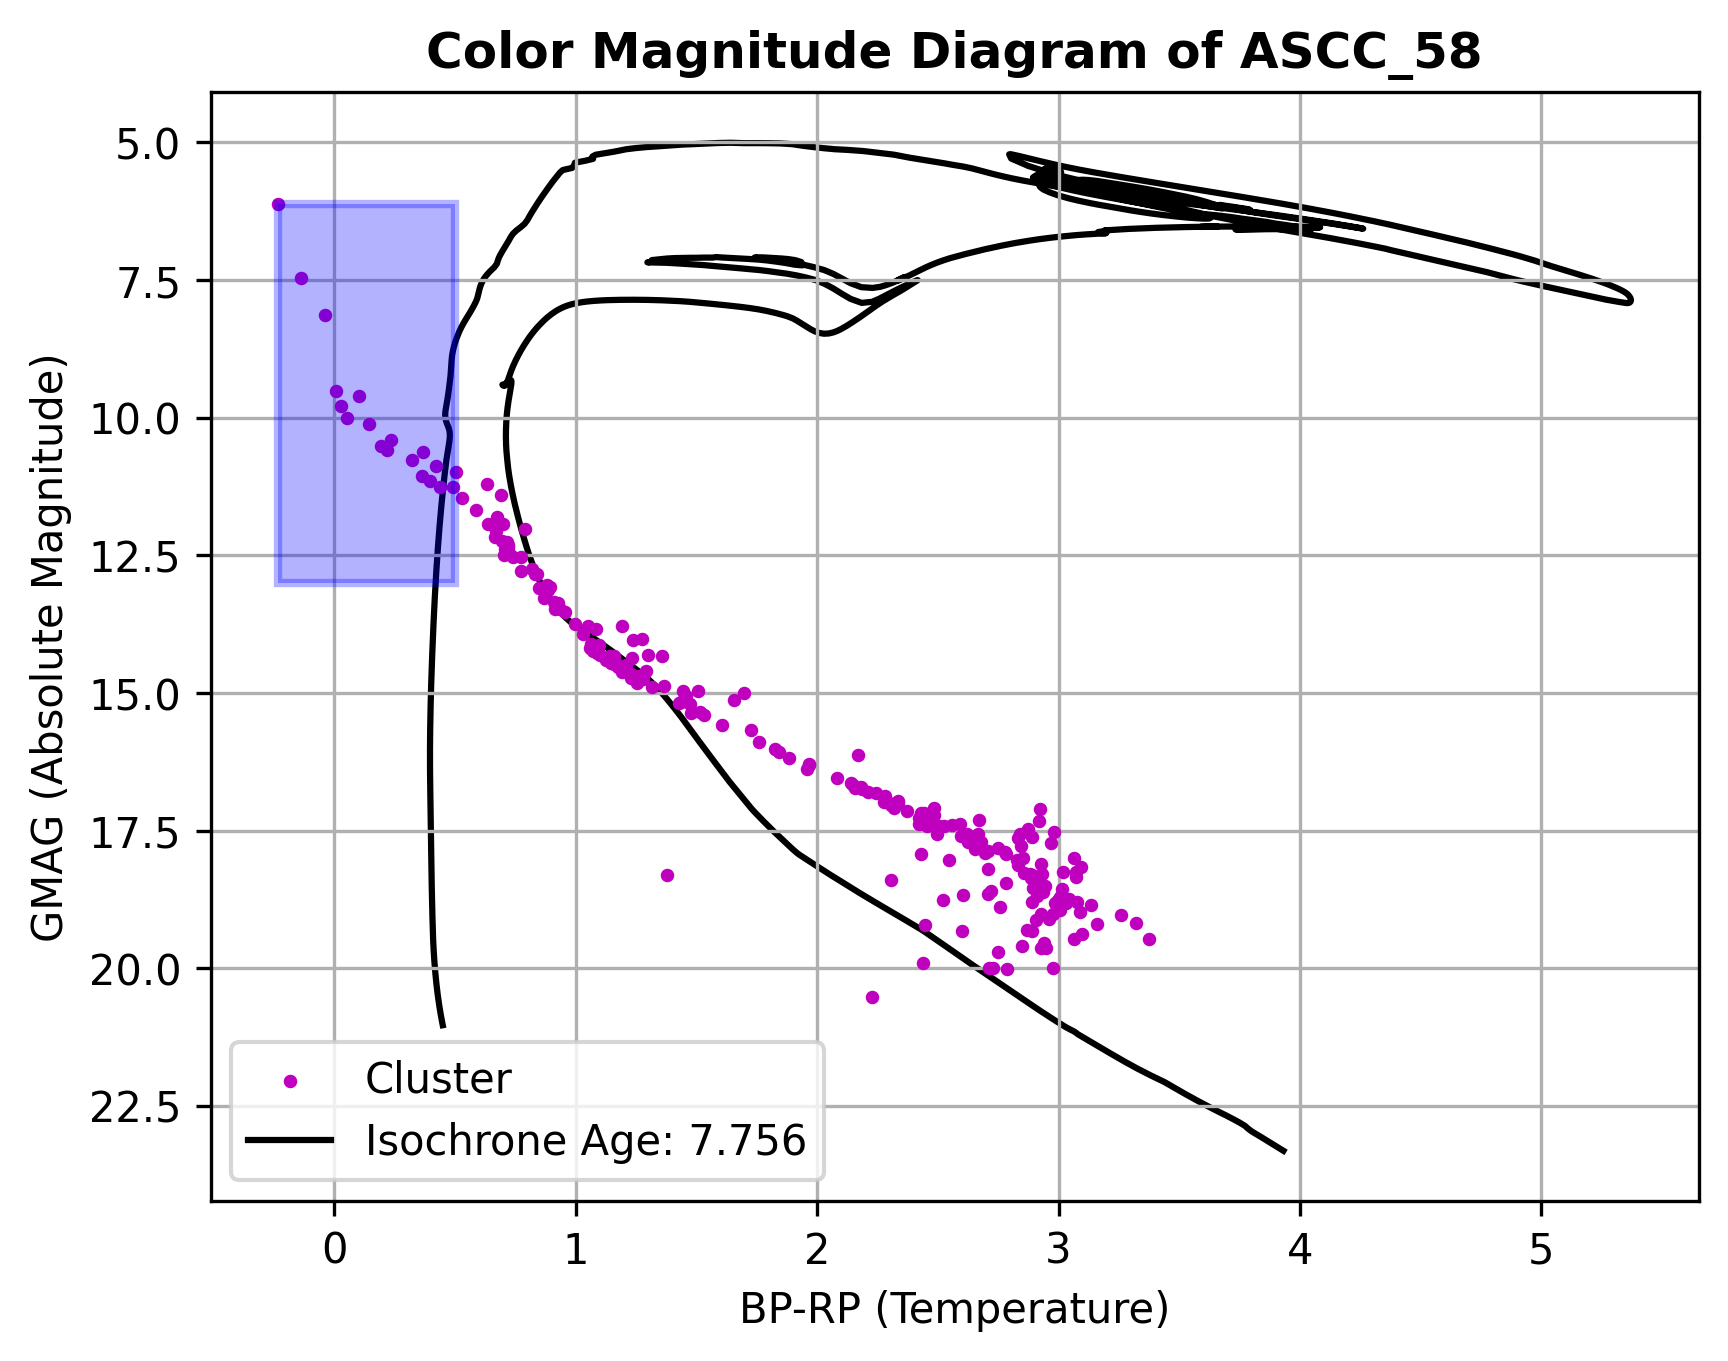 Color Magnitude Diagram of ASCC_58
GMAG (Absolute Magnitude)
5.0
7.5
10.0
12.5
15.0
17.5
20.0
22.5
Cluster
Isochrone Age: 7.756
0 1 2 3 4 5
BP-RP (Temperature)